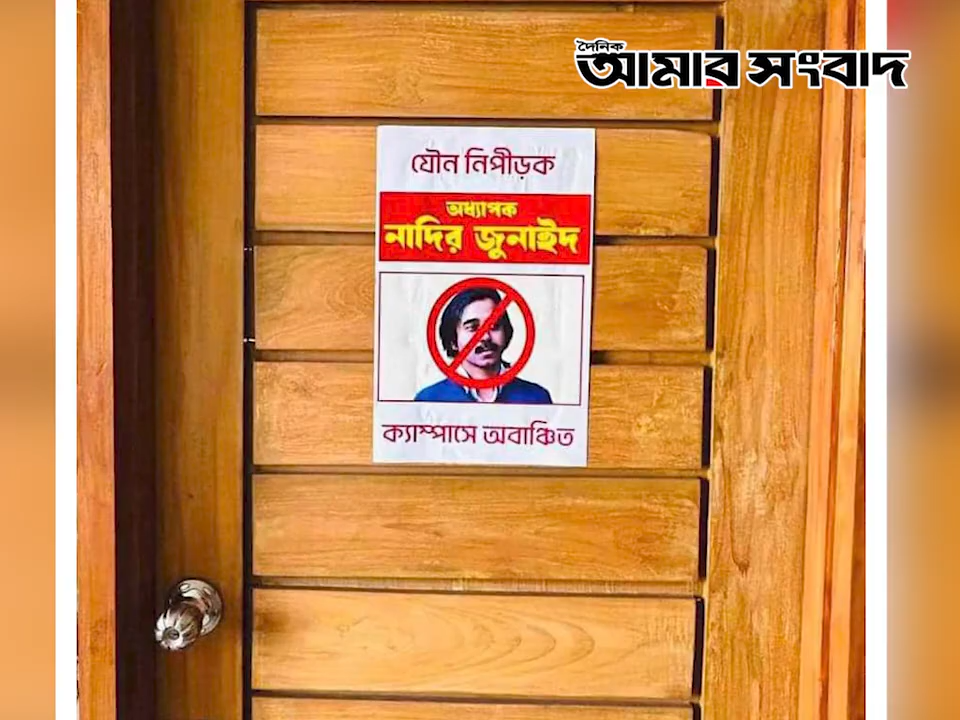 দৈনিক
আমার সংবাদ
যৌন নিপীড়ক
অধ্যাপক
নাদির জুনাইদ
ক্যাম্পাসে অবাঞ্চিত